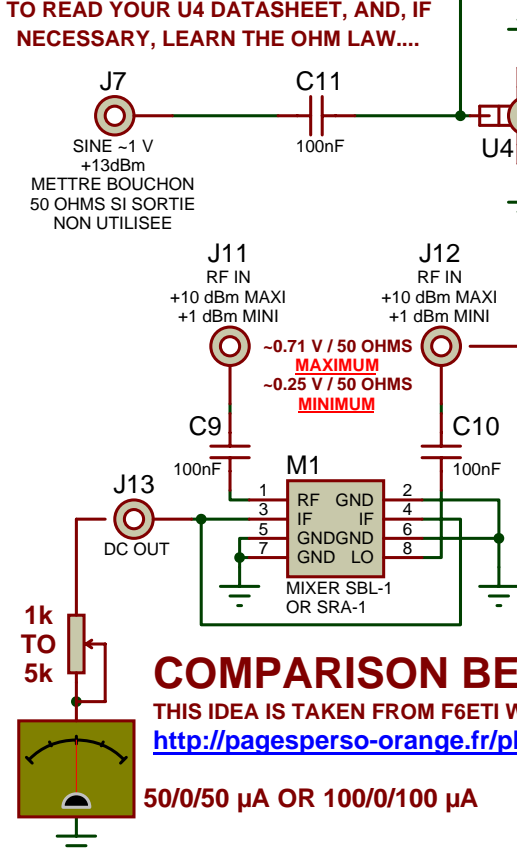 TO READ YOUR U4 DATASHEET, AND, IF
NECESSARY, LEARN THE OHM LAW....
J7
C11
100nF
U4
SINE ~1 V
+13dBm
METTRE BOUCHON
50 OHMS SI SORTIE
NON UTILISEE
J11
RF IN
+10 dBm MAXI
+1 dBm MINI
J12
RF IN
+10 dBm MAXI
+1 dBm MINI
~0.71 V / 50 OHMS
MAXIMUM
~0.25 V / 50 OHMS
MINIMUM
C9
100nF
C10
100nF
J13
DC OUT
M1
1 RF GND 2
3 IF IF 4
5 GNDGND 6
7 GND LO 8
MIXER SBL-1
OR SRA-1
1k
TO
5k
COMPARISON BE
THIS IDEA IS TAKEN FROM F6ETI W
http://pagesperso-orange.fr/pl
50/0/50 µA OR 100/0/100 µA